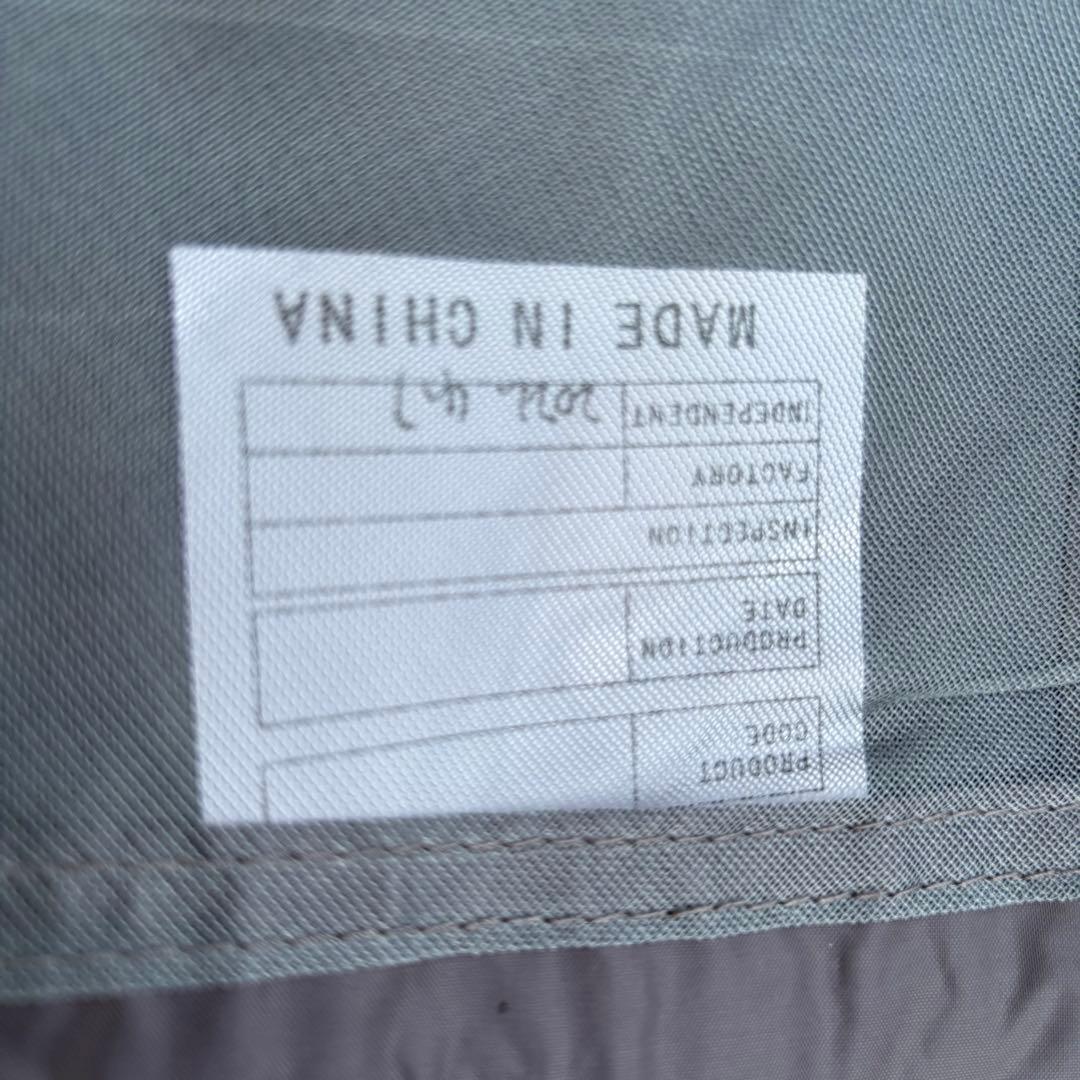 PRODUCT
CODE
PRODUCTION
DATE
INSPECTION
FACTORY
INDEPENDENT
MADE IN CHINA